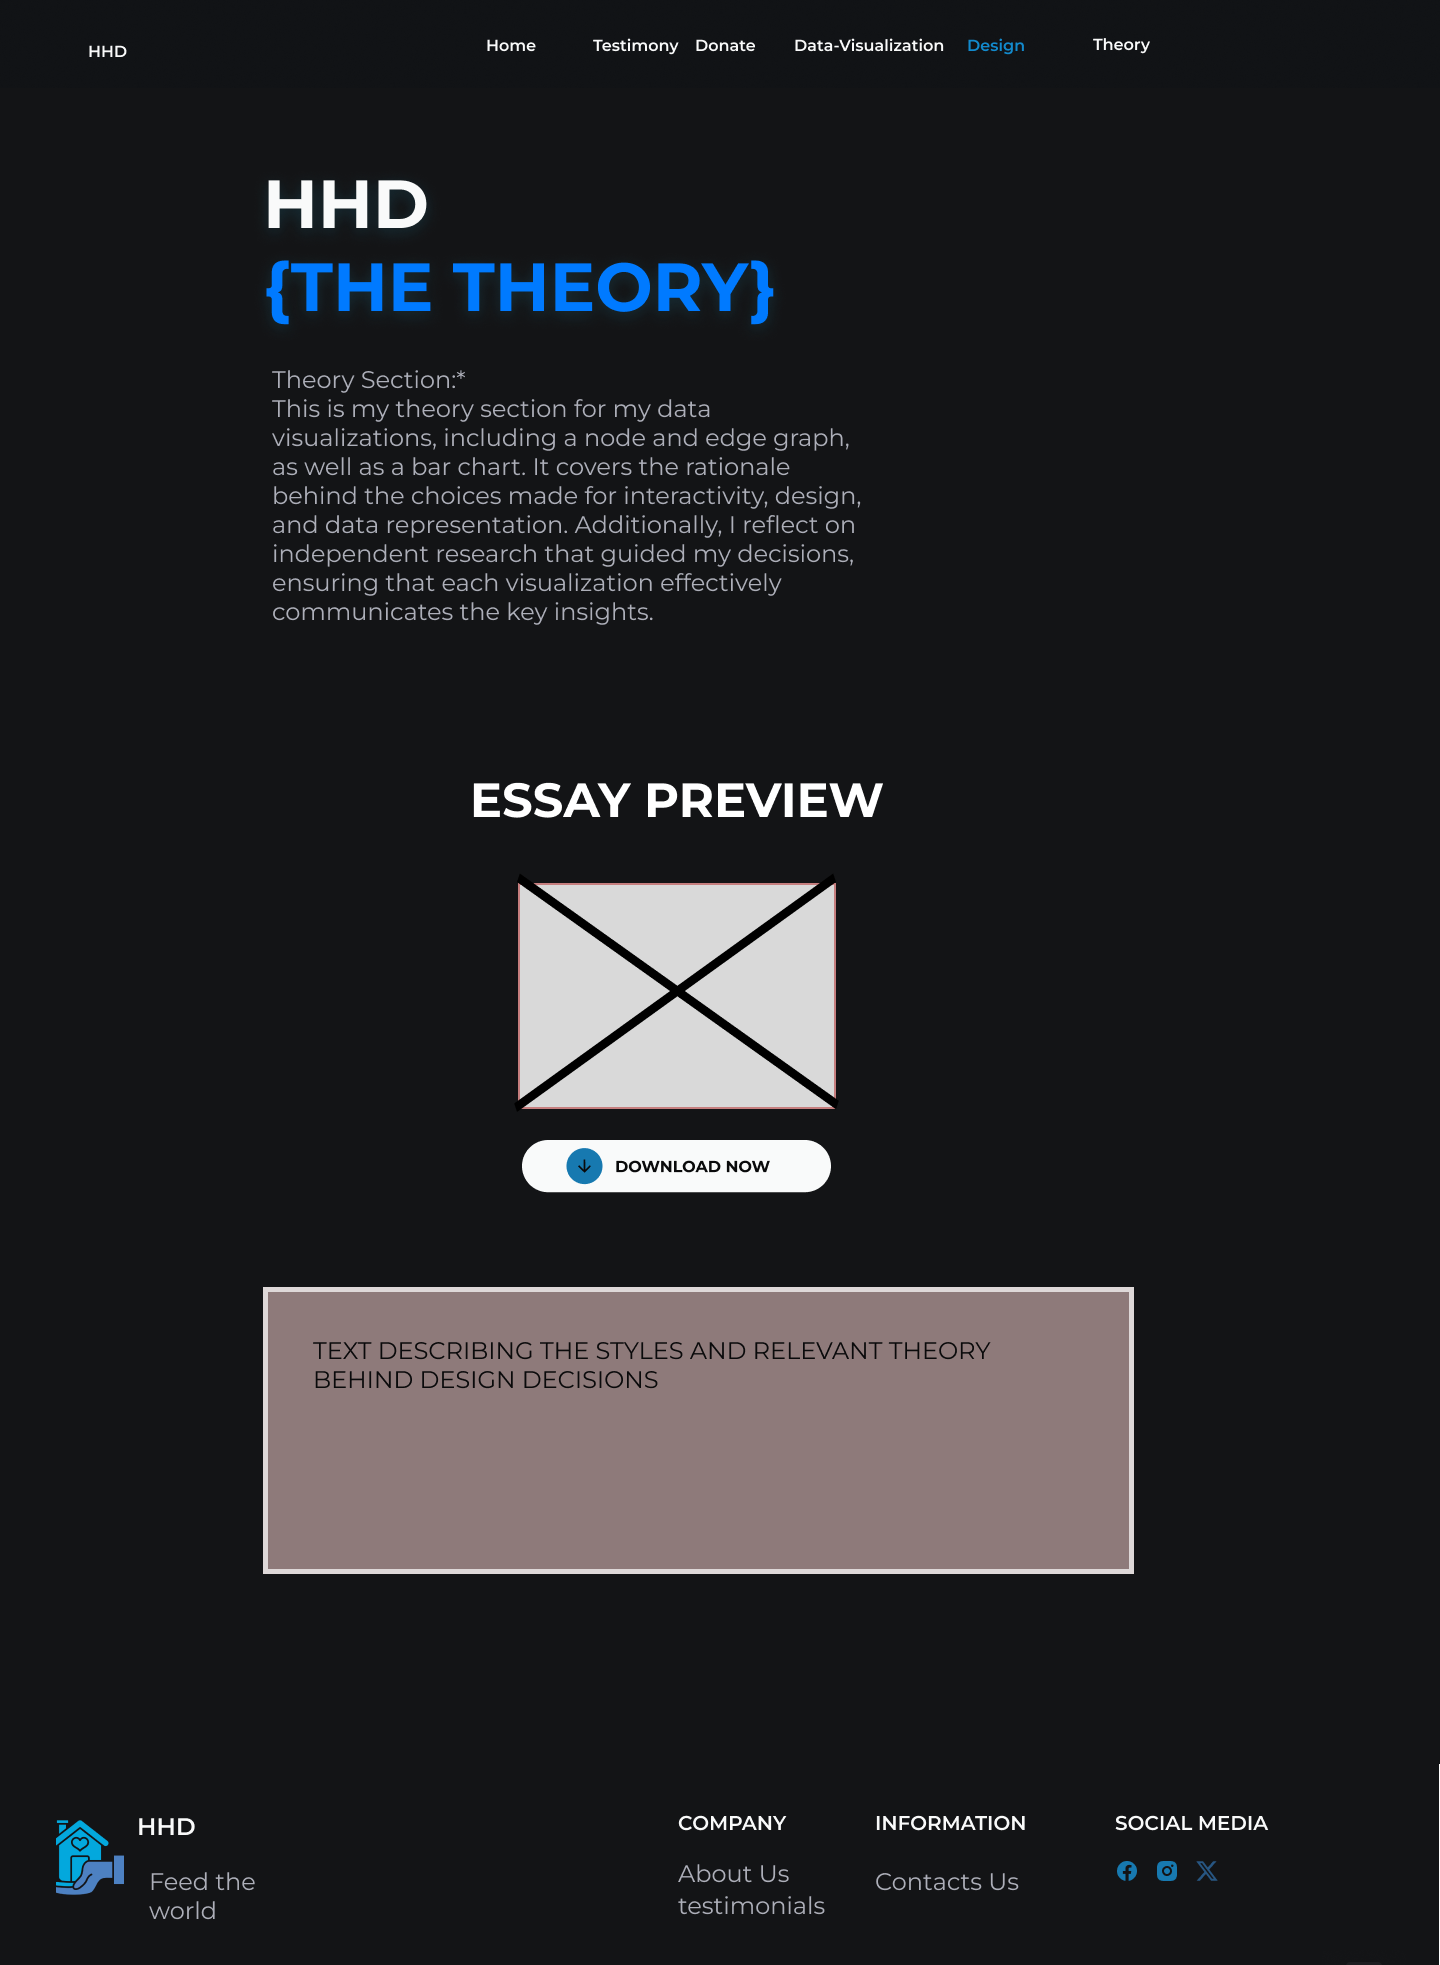 HHD
Home Testimony Donate Data-Visualization Design Theory
HHD
{THE THEORY}
Theory Section:*
This is my theory section for my data
visualizations, including a node and edge graph,
as well as a bar chart. It covers the rationale
behind the choices made for interactivity, design,
and data representation. Additionally, I reflect on
independent research that guided my decisions,
ensuring that each visualization effectively
communicates the key insights.
ESSAY PREVIEW
DOWNLOAD NOW
TEXT DESCRIBING THE STYLES AND RELEVANT THEORY
BEHIND DESIGN DECISIONS
HHD
Feed the
world
COMPANY
About Us
testimonials
INFORMATION
Contacts Us
SOCIAL MEDIA